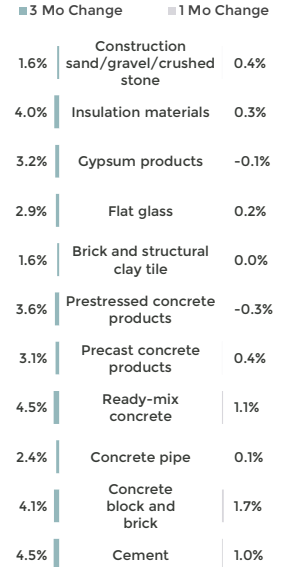 3 Mo Change 1 Mo Change
Construction
1.6% sand/gravel/crushed 0.4%
stone
4.0% Insulation materials 0.3%
3.2% Gypsum products -0.1%
2.9% Flat glass 0.2%
Brick and structural
1.6% 0.0%
clay tile
3.6% Prestressed concrete -0.3%
products
3.1% Precast concrete 0.4%
products
4.5% Ready-mix 1.1%
concrete
2.4% Concrete pipe 0.1%
Concrete
4.1% block and 1.7%
brick
4.5% Cement 1.0%